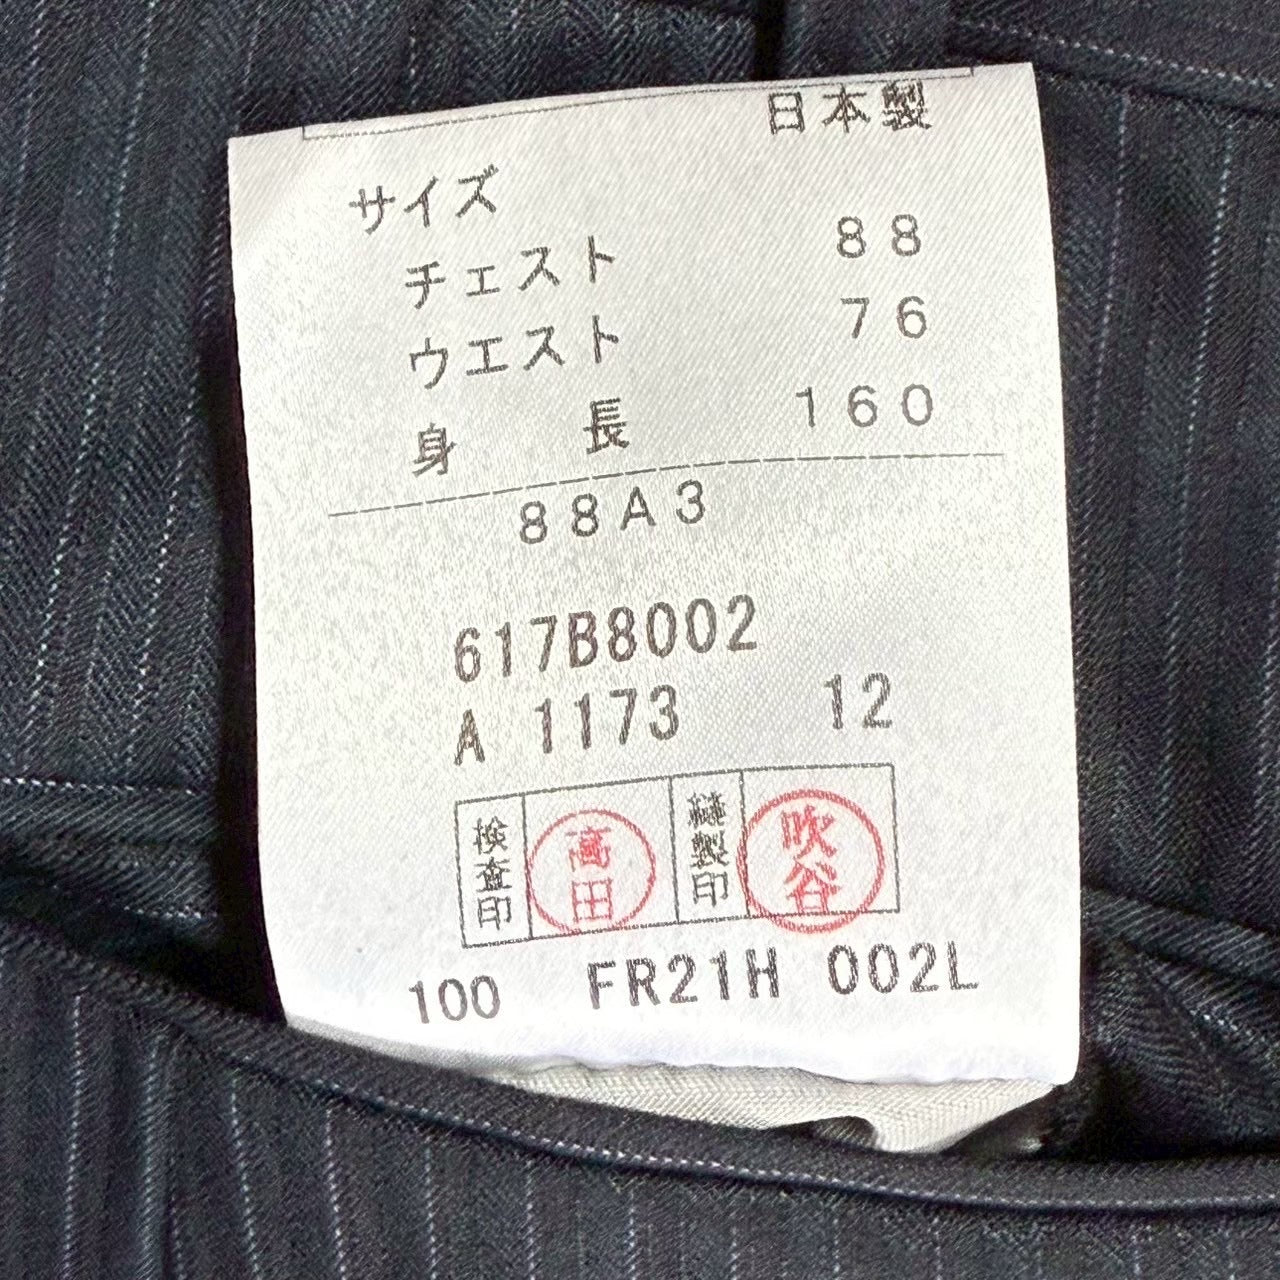 日本製
サイズ
チェスト 88
ウエスト 76
身長 160
88A3
617B8002
A 1173 12
検査印 高田 縫製印 吹谷
100 FR21H 002L